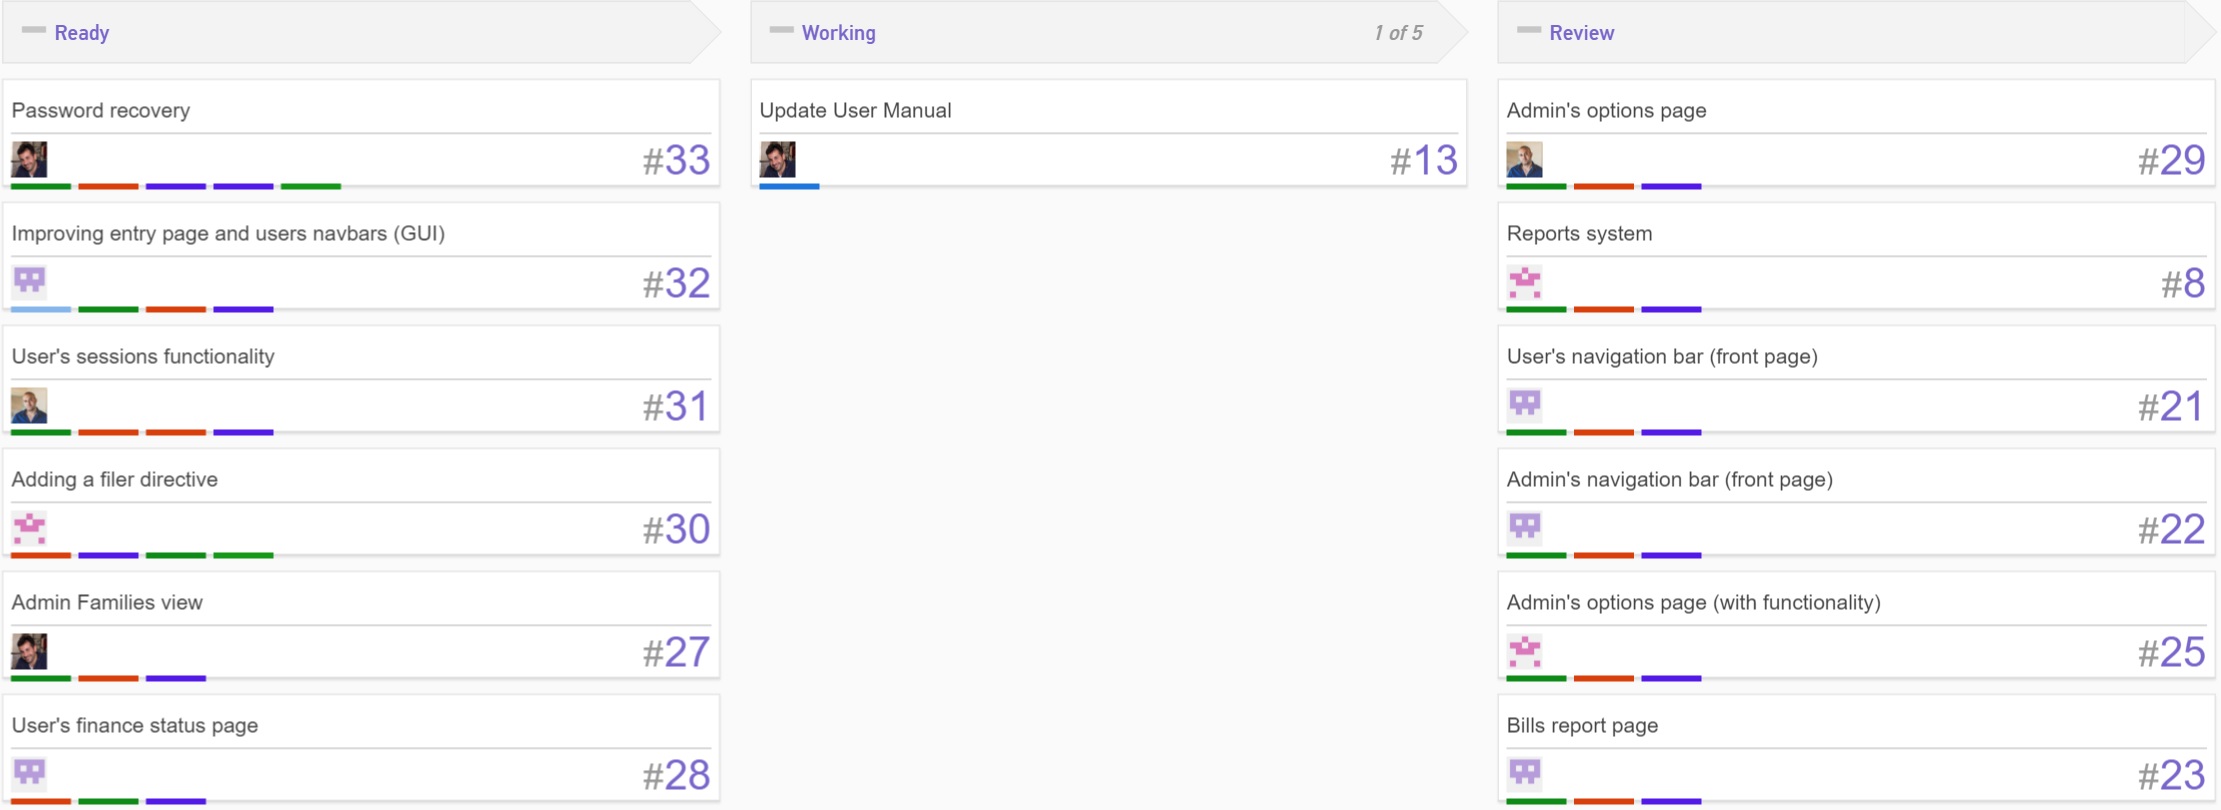 Ready
Password recovery
#33
Improving entry page and users navbars (GUI)
#32
User's sessions functionality
#31
Adding a filer directive
#30
Admin Families view
#27
User's finance status page
#28
Working
1 of 5
Update User Manual
#13
Review
Admin's options page
#29
Reports system
#8
User's navigation bar (front page)
#21
Admin's navigation bar (front page)
#22
Admin's options page (with functionality)
#25
Bills report page
#23